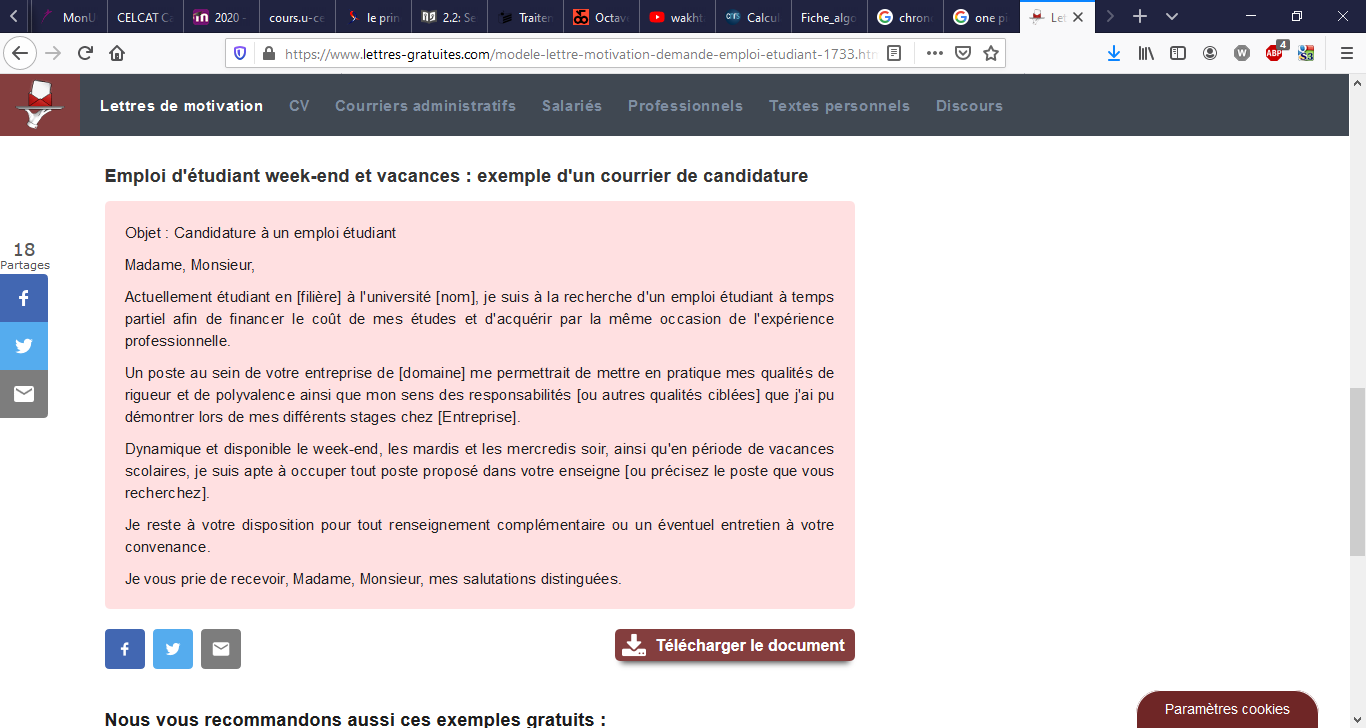 MonU
CELCAT Ca
2020 -
cours.u-ce
le prin
2.2: Se
Traiten
Octav
wakht
Calcul
Fiche_algo
chron
one pi
Let
https://www.lettres-gratuites.com/modele-lettre-motivation-demande-emploi-etudiant-1733.htm
ABP
4
Lettres de motivation CV Courriers administratifs Salariés Professionnels Textes personnels Discours
Emploi d'étudiant week-end et vacances : exemple d'un courrier de candidature
18
Partages
Objet : Candidature à un emploi étudiant
Madame, Monsieur,
Actuellement étudiant en [filière] à l'université [nom], je suis à la recherche d'un emploi étudiant à temps
partiel afin de financer le coût de mes études et d'acquérir par la même occasion de l'expérience
professionnelle.
Un poste au sein de votre entreprise de [domaine] me permettrait de mettre en pratique mes qualités de
rigueur et de polyvalence ainsi que mon sens des responsabilités [ou autres qualités ciblées] que j'ai pu
démontrer lors de mes différents stages chez [Entreprise].
Dynamique et disponible le week-end, les mardis et les mercredis soir, ainsi qu'en période de vacances
scolaires, je suis apte à occuper tout poste proposé dans votre enseigne [ou précisez le poste que vous
recherchez].
Je reste à votre disposition pour tout renseignement complémentaire ou un éventuel entretien à votre
convenance.
Je vous prie de recevoir, Madame, Monsieur, mes salutations distinguées.
Télécharger le document
Nous vous recommandons aussi ces exemples gratuits :
Paramètres cookies